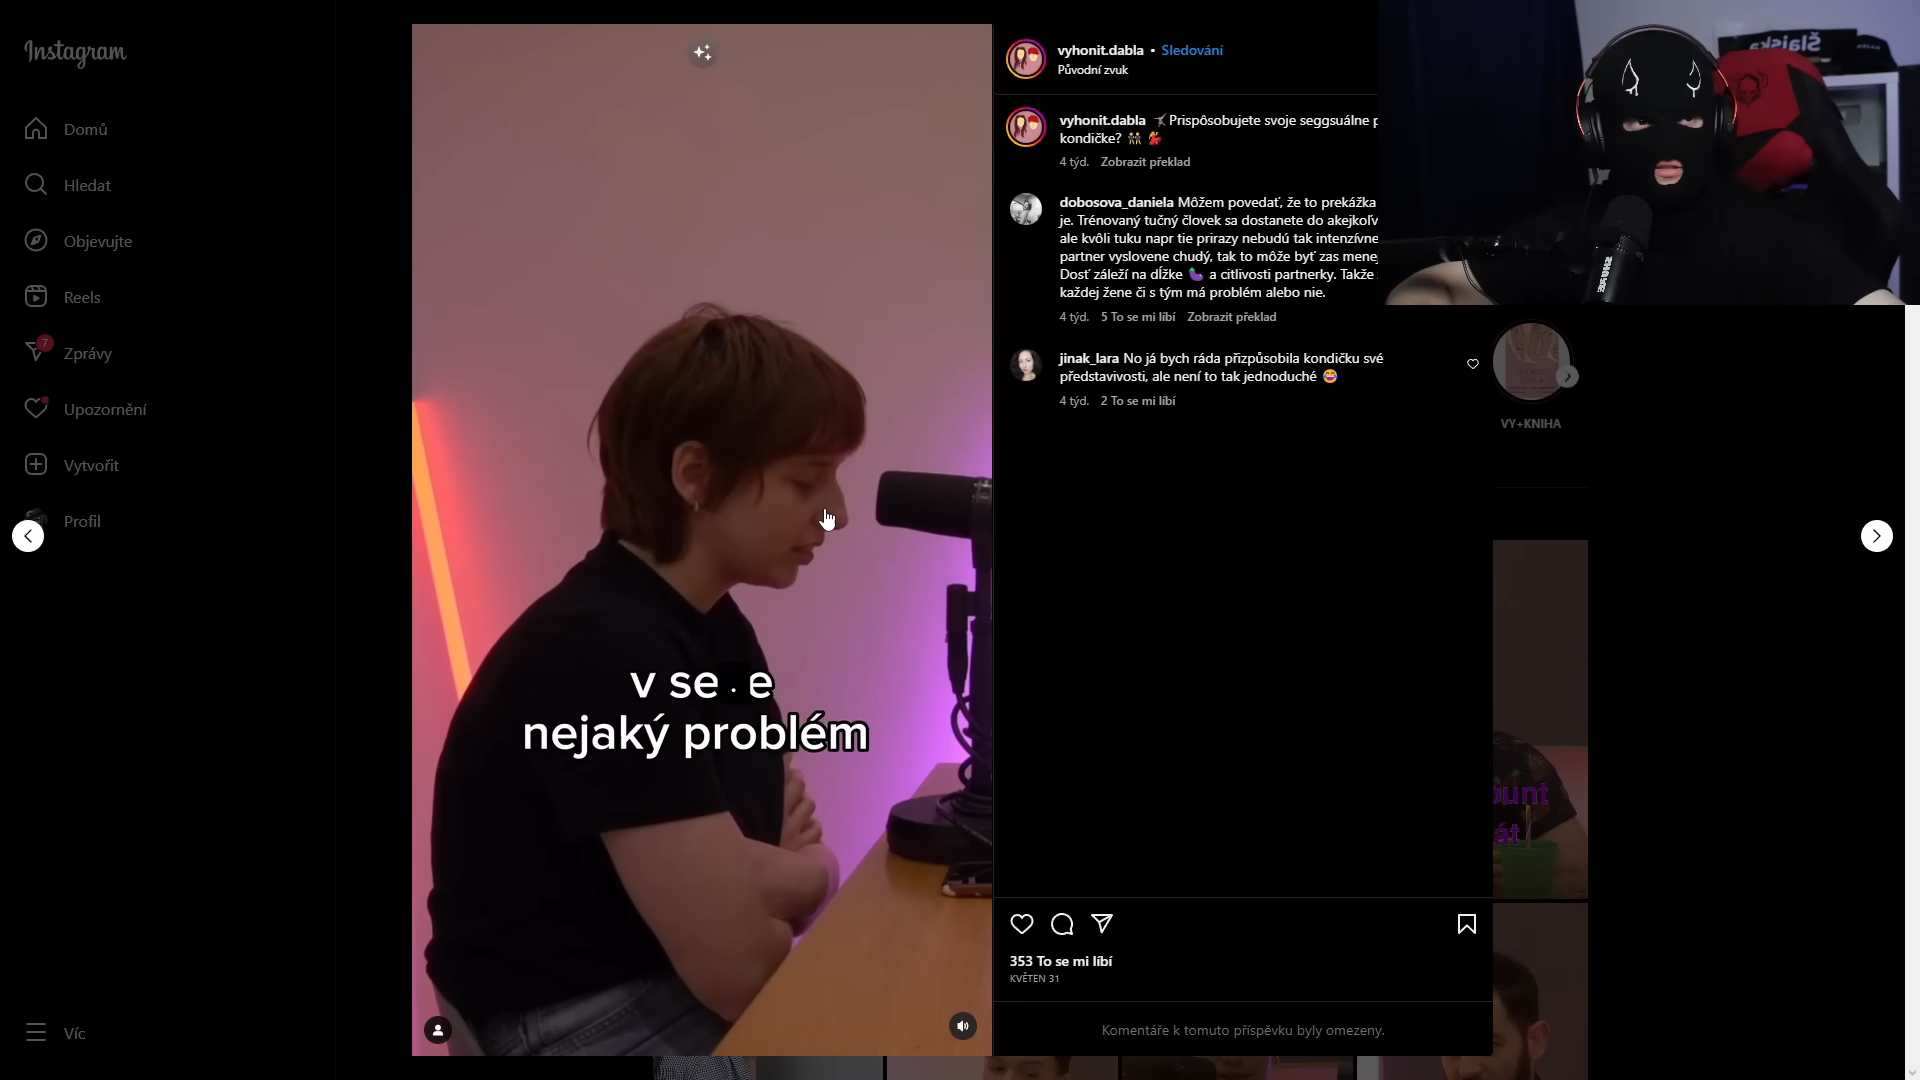 Instagram
Domů
Hledat
Objevujte
Reels
7
Zprávy
Upozornění
Vytvořit
Profil
Víc
v se . e
nejaký problém
vyhonit.dabla • Sledování
Původní zvuk
vyhonit.dabla Prispôsobujete svoje seggsuálne p
kondičke?
4 týd. Zobrazit překlad
dobosova_daniela Môžem povedať, že to prekážka
je. Trénovaný tučný človek sa dostanete do akejkoľv
ale kvôli tuku napr tie prirazy nebudú tak intenzívne
partner vyslovene chudý, tak to môže byť zas menej
Dosť záleží na dĺžke a citlivosti partnerky. Takže
každej žene či s tým má problém alebo nie.
4 týd. 5 To se mi líbí Zobrazit překlad
jinak_lara No já bych ráda přizpůsobila kondičku své
představivosti, ale není to tak jednoduché
4 týd. 2 To se mi líbí
353 To se mi líbí
KVĚTEN 31
Komentáře k tomuto příspěvku byly omezeny.
VY+KNIHA
ount
át
Šlajska
SHURE